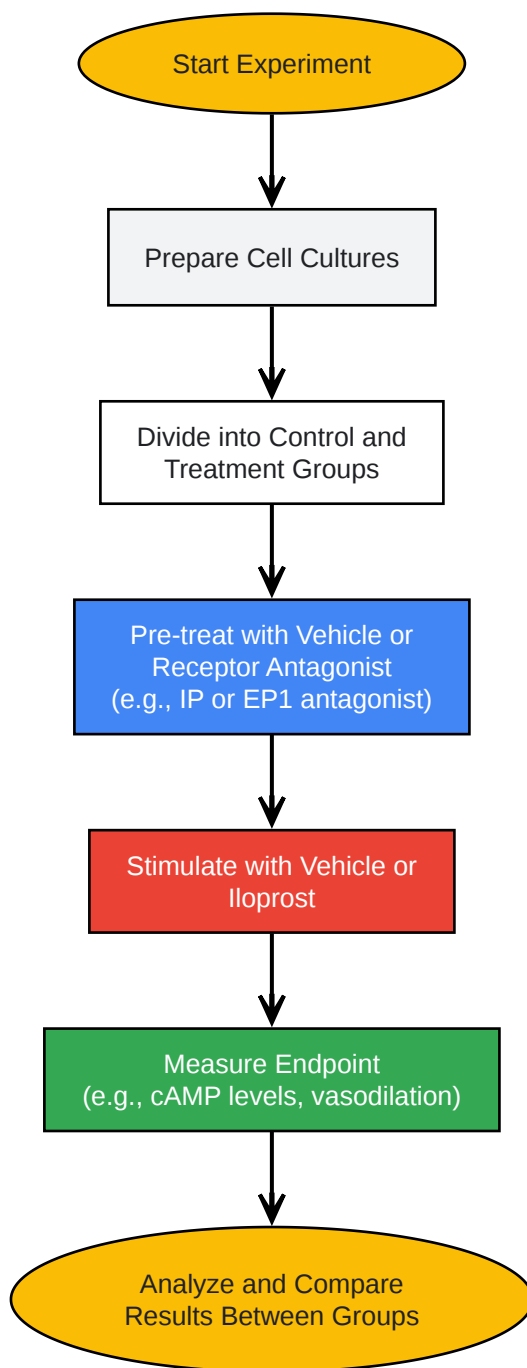 Start Experiment
Prepare Cell Cultures
Divide into Control and
Treatment Groups
Pre-treat with Vehicle or
Receptor Antagonist
(e.g., IP or EP1 antagonist)
Stimulate with Vehicle or
Iloprost
Measure Endpoint
(e.g., cAMP levels, vasodilation)
Analyze and Compare
Results Between Groups